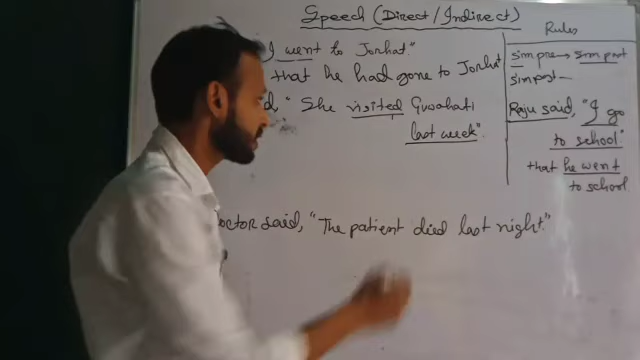 Speech (Direct / Indirect)
I went to Jorhat."
that he had gone to Jorhat
"She visited Guwahati
last week".
said, "The patient died last night."
Rules
sim pre → sim past
sim past —
Raju said, "I go
to school."
that he went
to school.